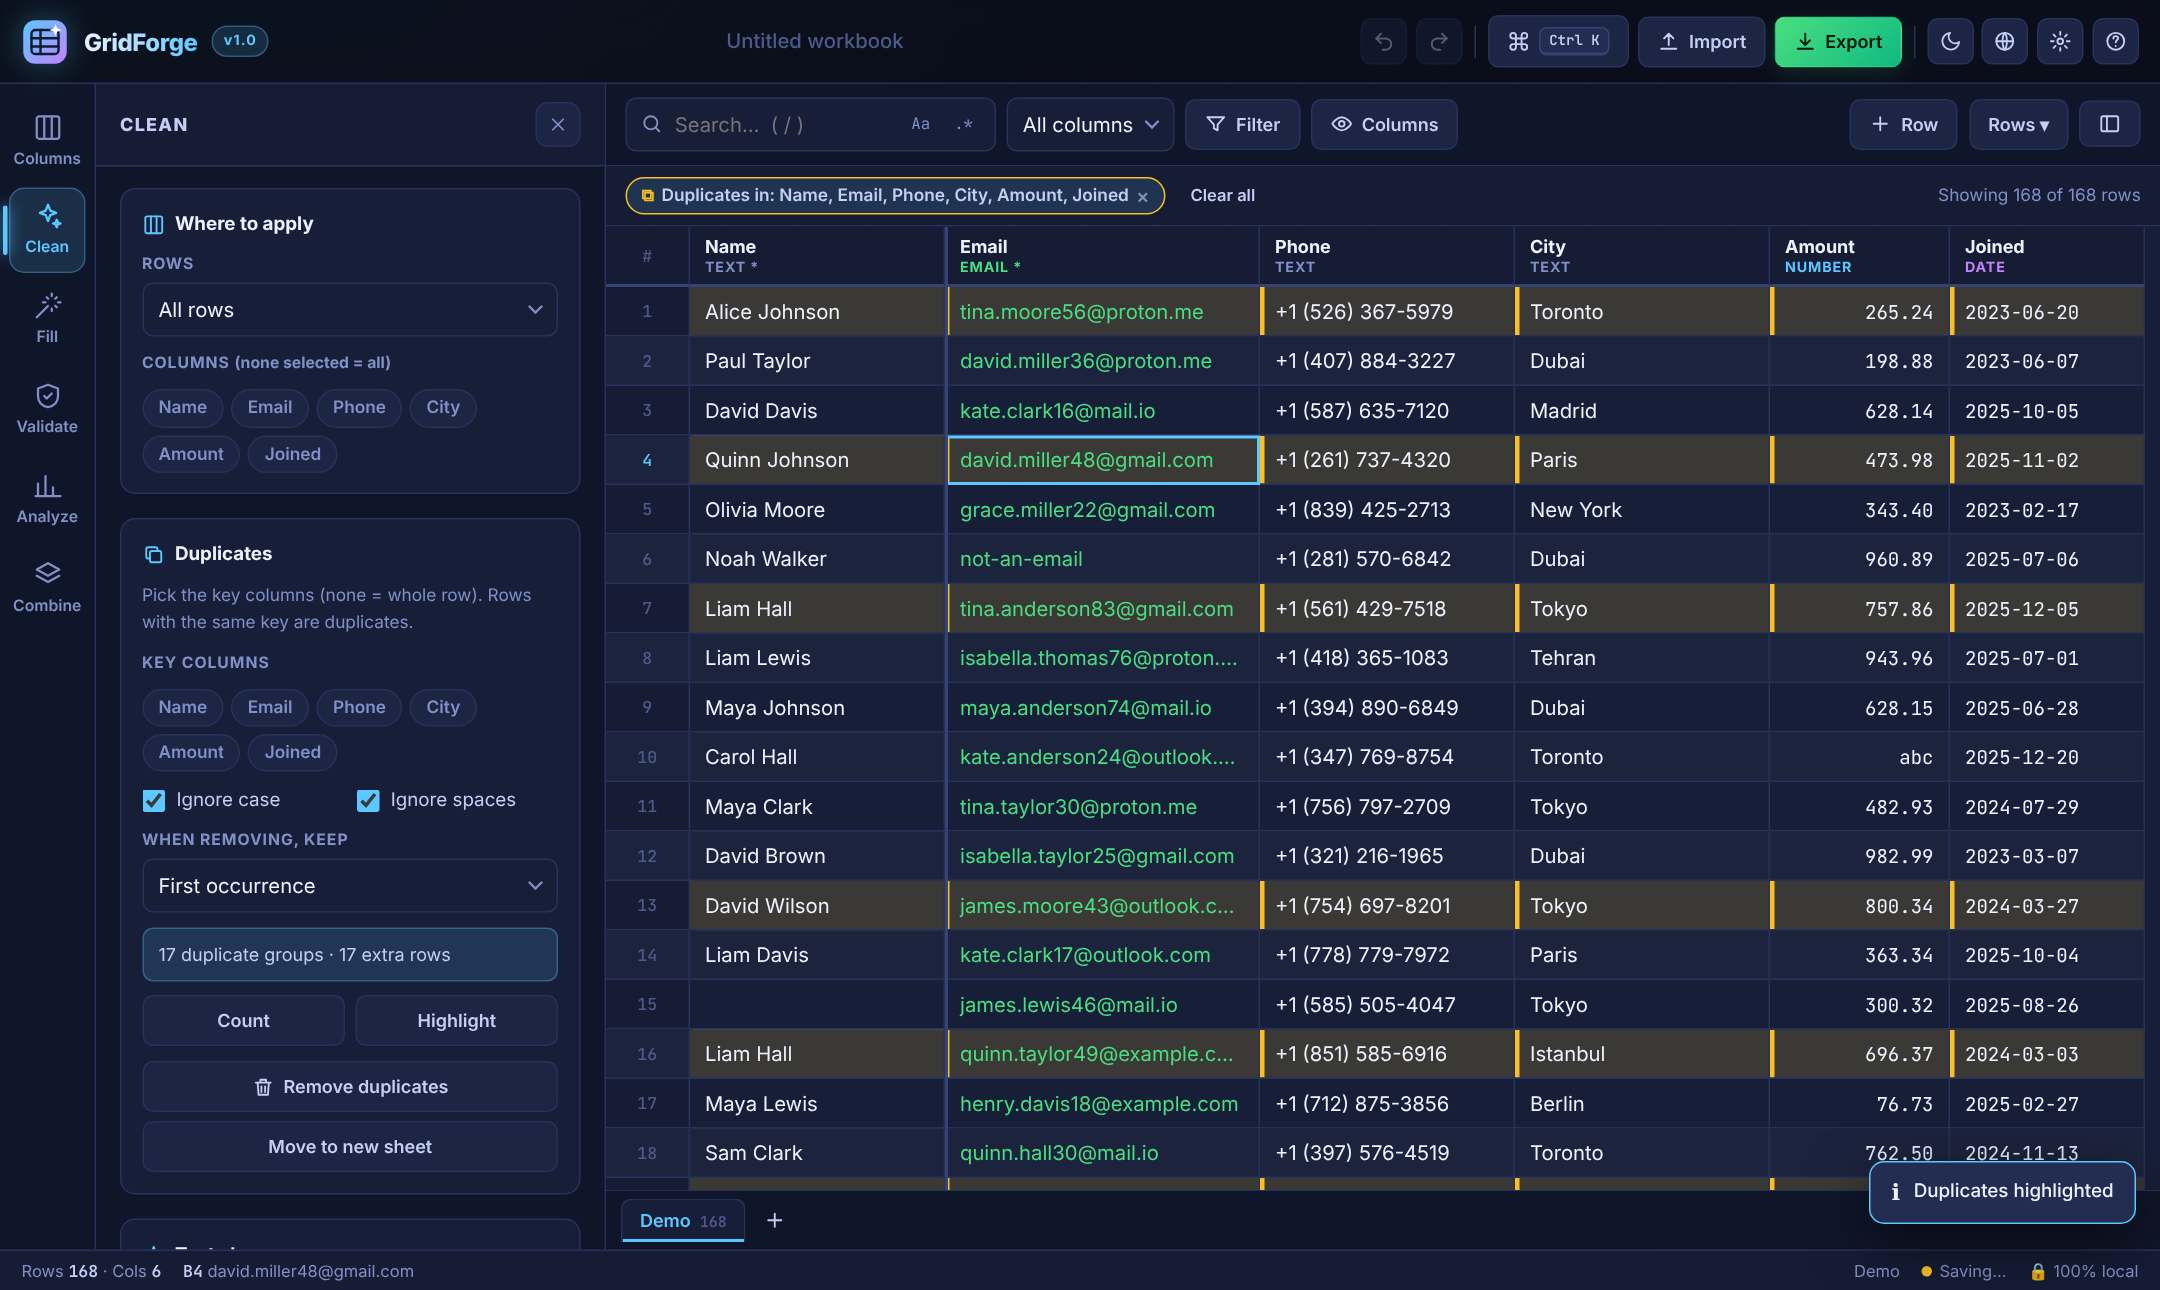 GridForge v1.0
Untitled workbook
Ctrl K
Import
Export
Columns
Clean
Fill
Validate
Analyze
Combine
CLEAN
Where to apply
ROWS
All rows
COLUMNS (none selected = all)
Name Email Phone City
Amount Joined
Duplicates
Pick the key columns (none = whole row). Rows
with the same key are duplicates.
KEY COLUMNS
Name Email Phone City
Amount Joined
Ignore case Ignore spaces
WHEN REMOVING, KEEP
First occurrence
17 duplicate groups · 17 extra rows
Count Highlight
Remove duplicates
Move to new sheet
Search... ( / ) Aa .* All columns Filter Columns + Row Rows ▾
Duplicates in: Name, Email, Phone, City, Amount, Joined × Clear all Showing 168 of 168 rows
# Name Email Phone City Amount Joined
TEXT * EMAIL * TEXT TEXT NUMBER DATE
1 Alice Johnson tina.moore56@proton.me +1 (526) 367-5979 Toronto 265.24 2023-06-20
2 Paul Taylor david.miller36@proton.me +1 (407) 884-3227 Dubai 198.88 2023-06-07
3 David Davis kate.clark16@mail.io +1 (587) 635-7120 Madrid 628.14 2025-10-05
4 Quinn Johnson david.miller48@gmail.com +1 (261) 737-4320 Paris 473.98 2025-11-02
5 Olivia Moore grace.miller22@gmail.com +1 (839) 425-2713 New York 343.40 2023-02-17
6 Noah Walker not-an-email +1 (281) 570-6842 Dubai 960.89 2025-07-06
7 Liam Hall tina.anderson83@gmail.com +1 (561) 429-7518 Tokyo 757.86 2025-12-05
8 Liam Lewis isabella.thomas76@proton.... +1 (418) 365-1083 Tehran 943.96 2025-07-01
9 Maya Johnson maya.anderson74@mail.io +1 (394) 890-6849 Dubai 628.15 2025-06-28
10 Carol Hall kate.anderson24@outlook.... +1 (347) 769-8754 Toronto abc 2025-12-20
11 Maya Clark tina.taylor30@proton.me +1 (756) 797-2709 Tokyo 482.93 2024-07-29
12 David Brown isabella.taylor25@gmail.com +1 (321) 216-1965 Dubai 982.99 2023-03-07
13 David Wilson james.moore43@outlook.c... +1 (754) 697-8201 Tokyo 800.34 2024-03-27
14 Liam Davis kate.clark17@outlook.com +1 (778) 779-7972 Paris 363.34 2025-10-04
15 james.lewis46@mail.io +1 (585) 505-4047 Tokyo 300.32 2025-08-26
16 Liam Hall quinn.taylor49@example.c... +1 (851) 585-6916 Istanbul 696.37 2024-03-03
17 Maya Lewis henry.davis18@example.com +1 (712) 875-3856 Berlin 76.73 2025-02-27
18 Sam Clark quinn.hall30@mail.io +1 (397) 576-4519 Toronto 762.50 2024-11-13
Duplicates highlighted
Demo 168 +
Rows 168 · Cols 6 B4 david.miller48@gmail.com Demo Saving... 100% local